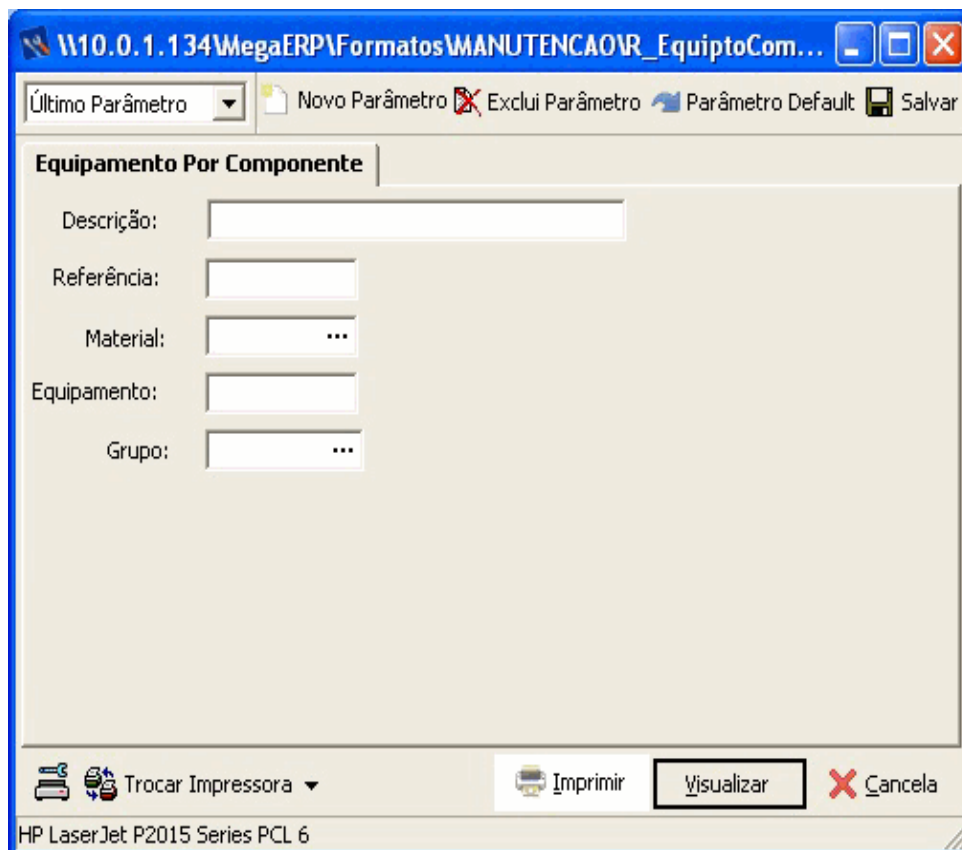 \\10.0.1.134\MegaERP\Formatos\MANUTENCAO\R_EquiptoCom...
Último Parâmetro Novo Parâmetro Exclui Parâmetro Parâmetro Default Salvar
Equipamento Por Componente
Descrição:
Referência:
Material: ...
Equipamento:
Grupo: ...
Trocar Impressora Imprimir Visualizar Cancela
HP LaserJet P2015 Series PCL 6